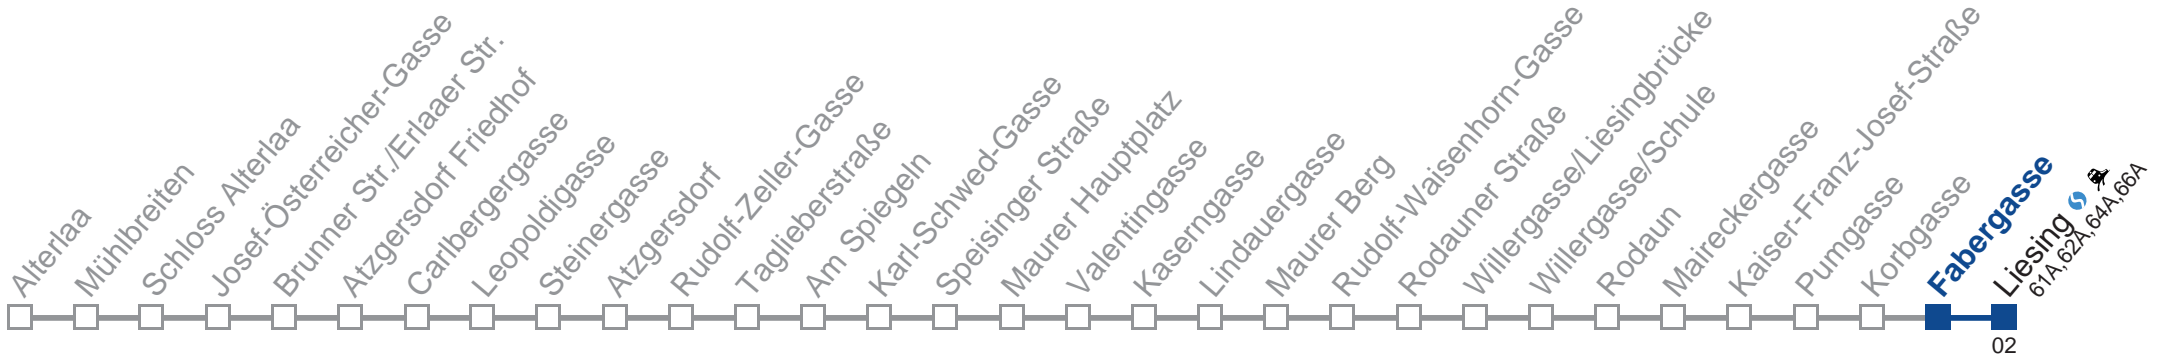 Alterlaa
Mühlbreiten
Schloss Alterlaa
Josef-Österreicher-Gasse
Brunner Str./Erlaaer Str.
Atzgersdorf Friedhof
Carlbergergasse
Leopoldigasse
Steinergasse
Atzgersdorf
Rudolf-Zeller-Gasse
Taglieberstraße
Am Spiegeln
Karl-Schwed-Gasse
Speisinger Straße
Maurer Hauptplatz
Valentingasse
Kaserngasse
Lindauergasse
Maurer Berg
Rudolf-Waisenhorn-Gasse
Rodauner Straße
Willergasse/Liesingbrücke
Willergasse/Schule
Rodaun
Maireckergasse
Kaiser-Franz-Josef-Straße
Pumgasse
Korbgasse
Fabergasse
Liesing
61A, 62A, 64A,66A
02